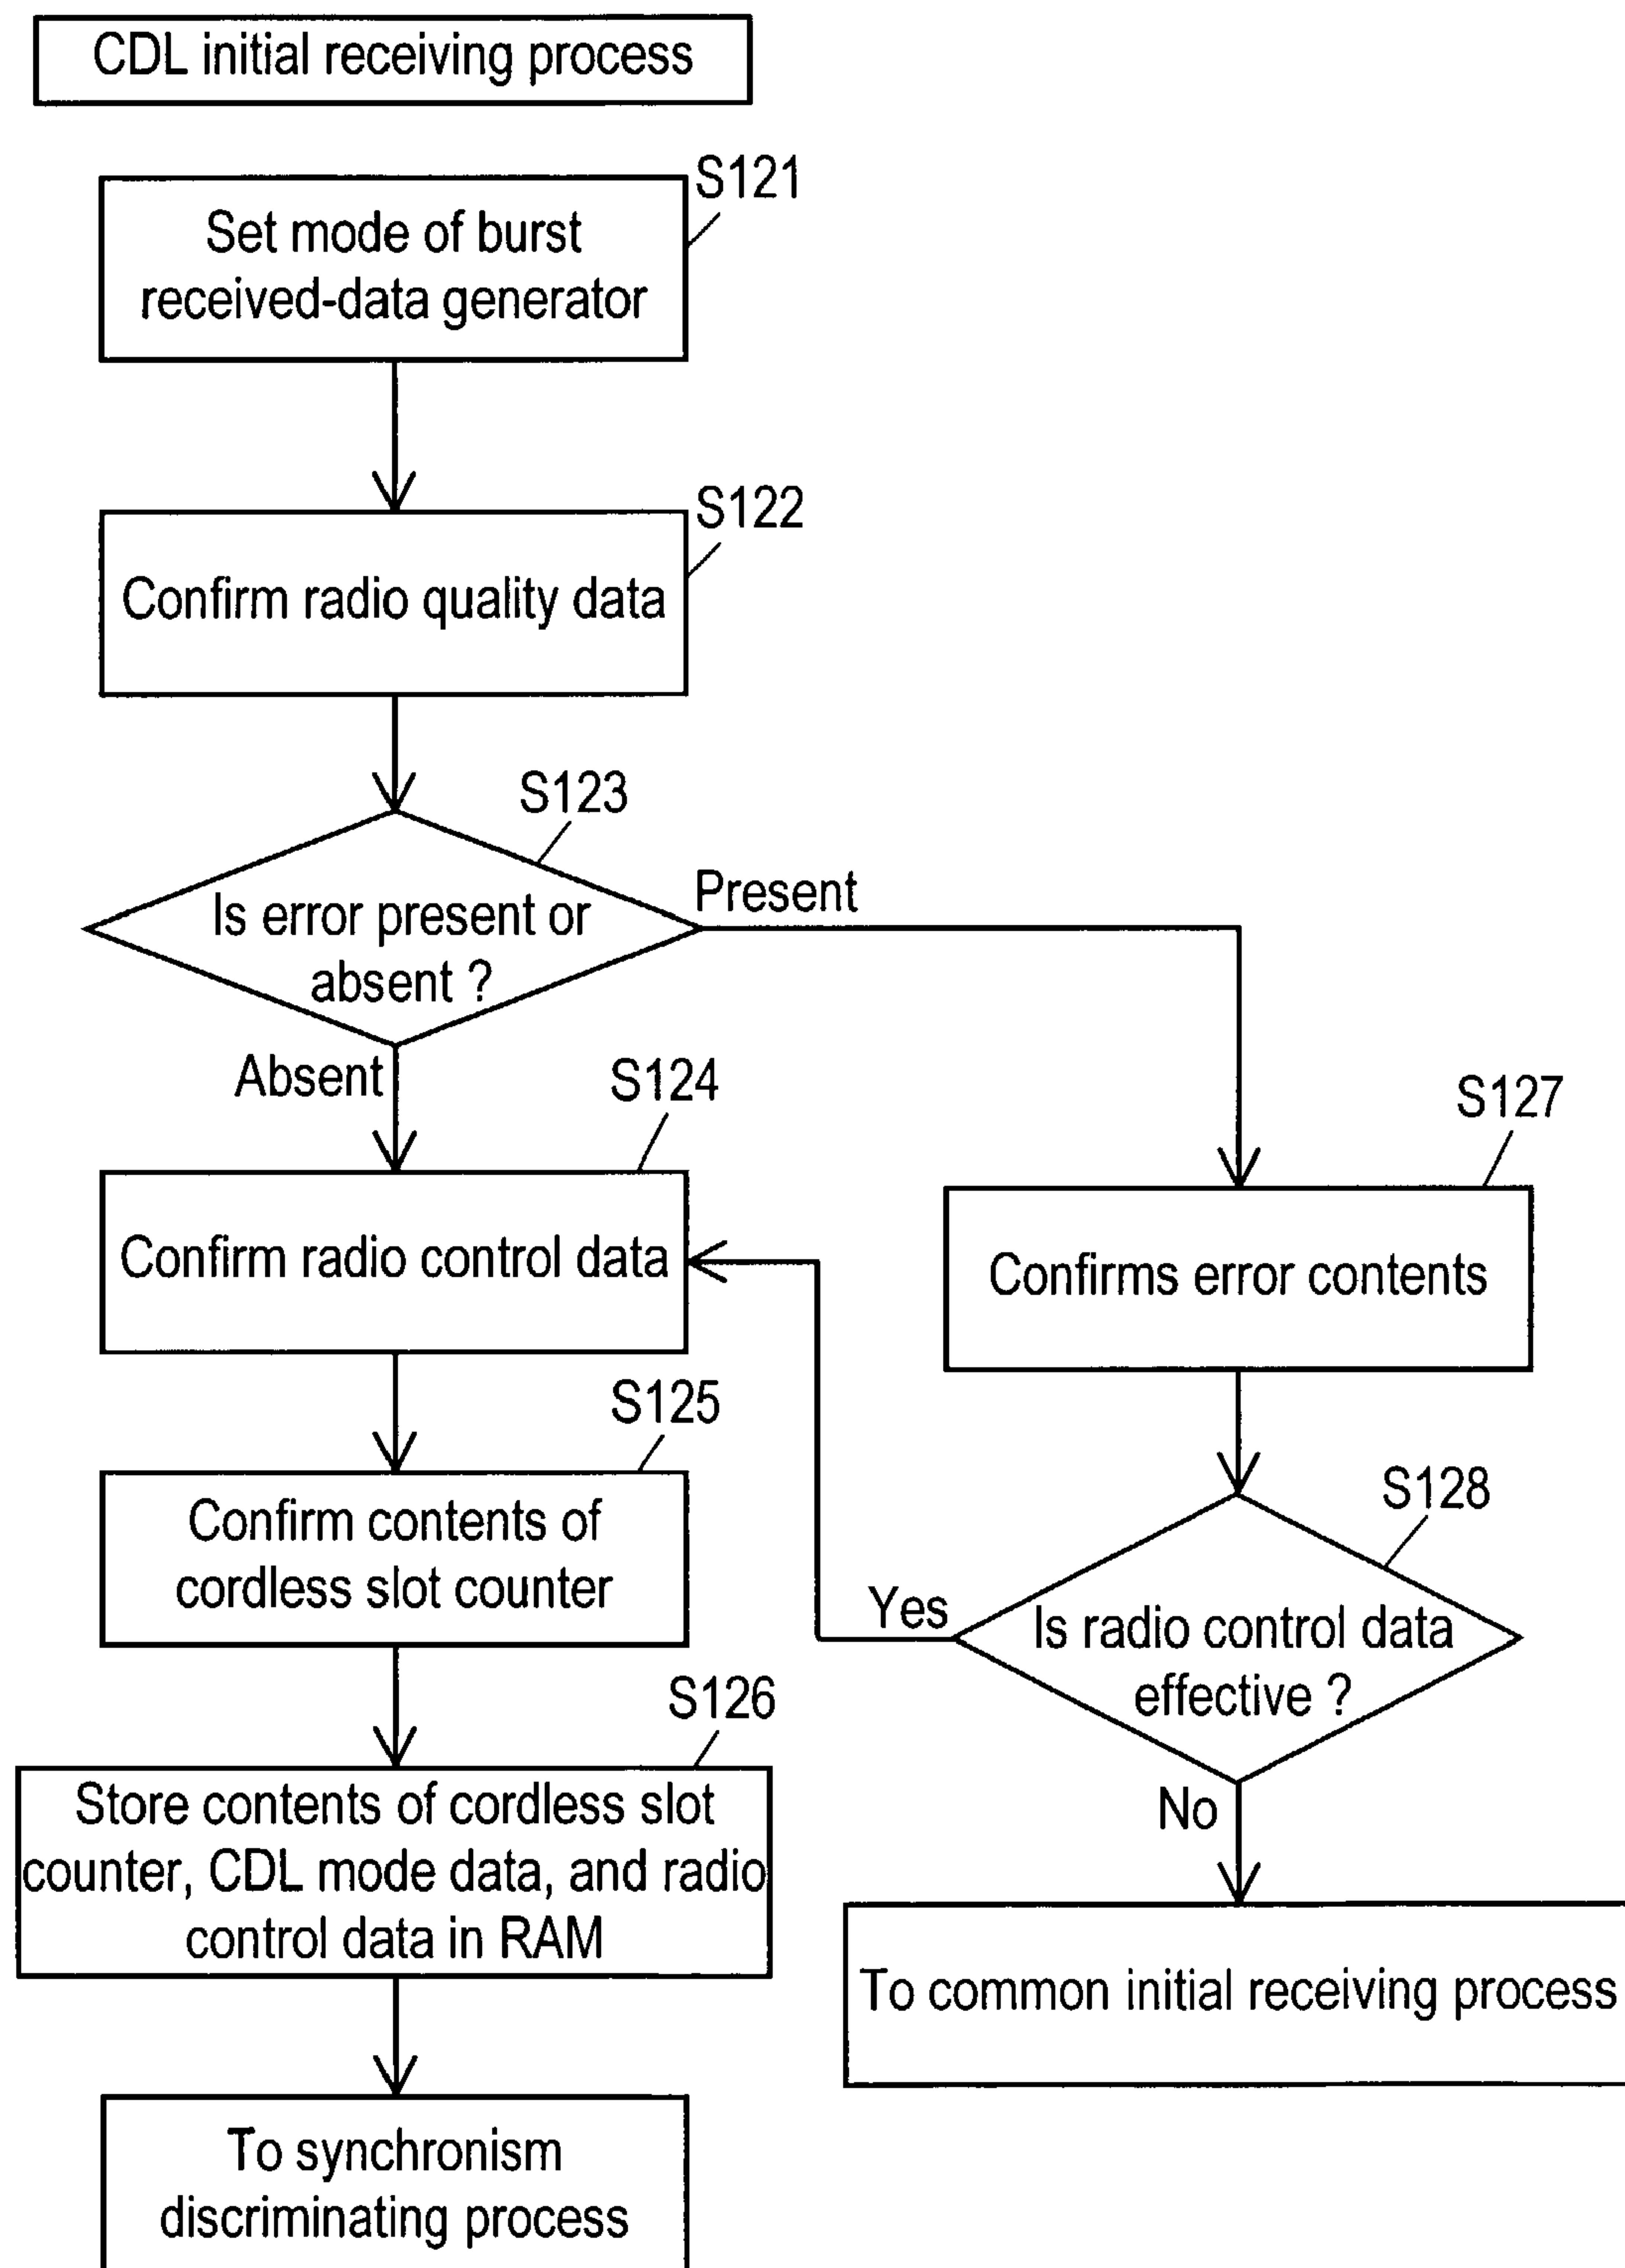 CDL initial receiving process
S121
Set mode of burst
received-data generator
S122
Confirm radio quality data
S123
Is error present or
absent ?
Present
Absent
S124
Confirm radio control data
S125
Confirm contents of
cordless slot counter
S126
Store contents of cordless slot
counter, CDL mode data, and radio
control data in RAM
To synchronism
discriminating process
S127
Confirms error contents
S128
Is radio control data
effective ?
Yes
No
To common initial receiving process